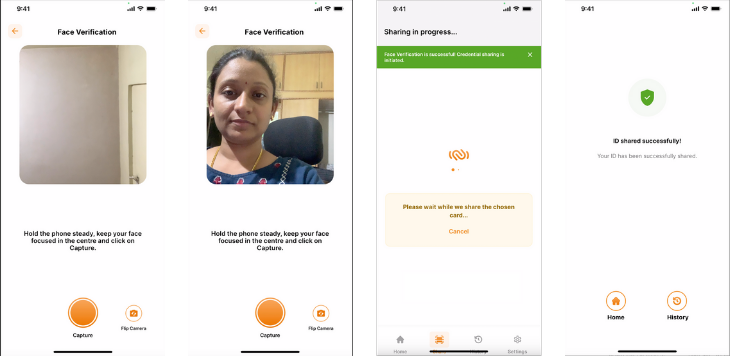 9:41
Face Verification
Hold the phone steady, keep your face
focused in the centre and click on
Capture.
Capture
Flip Camera
9:41
Face Verification
Hold the phone steady, keep your face
focused in the centre and click on
Capture.
Capture
Flip Camera
9:41
Sharing in progress...
Face Verification is successful! Credential sharing is
initiated.
Please wait while we share the chosen
card...
Cancel
Home
History
Settings
9:41
ID shared successfully!
Your ID has been successfully shared.
Home
History